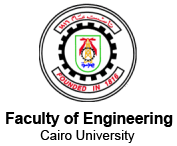 FOUNDED IN 1816
Faculty of Engineering
Cairo University